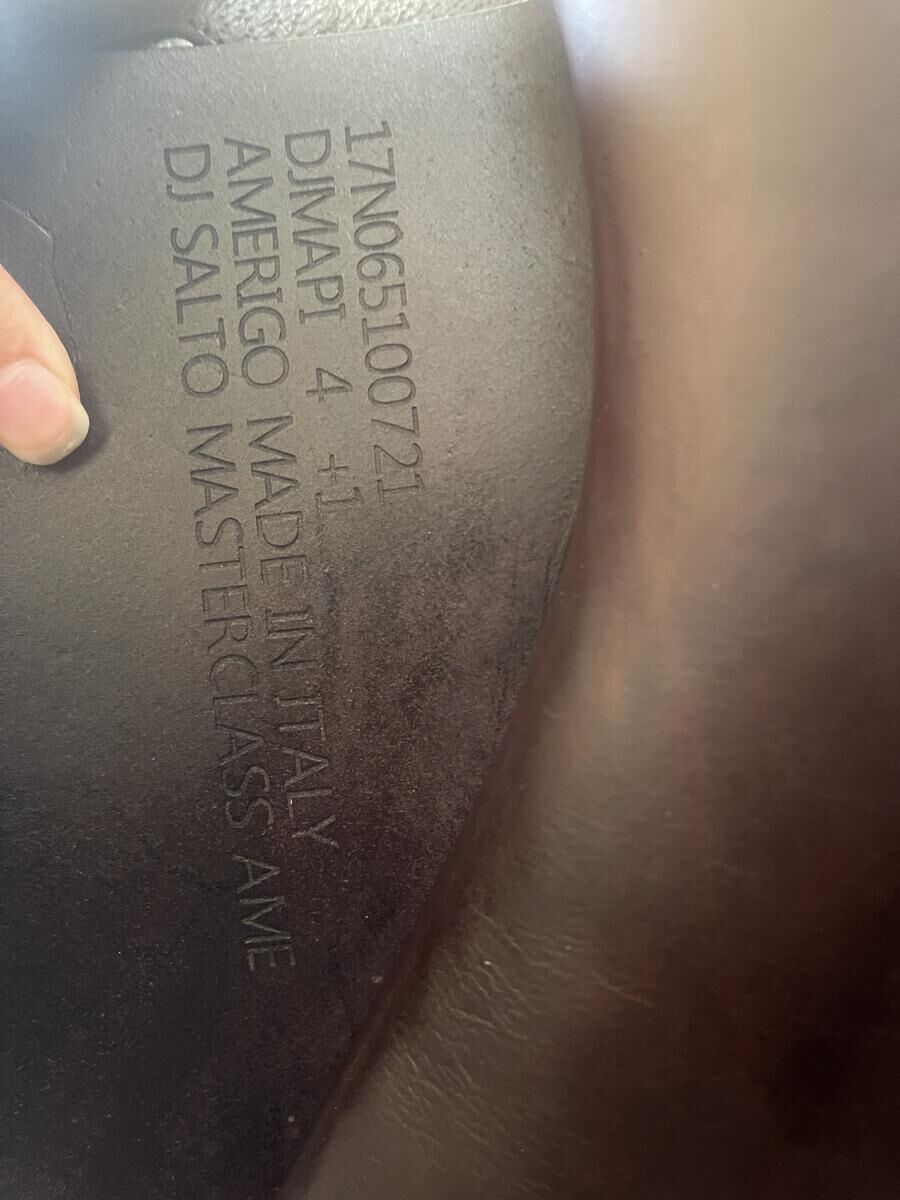 17N065100721
DJMAPI 4 +1
AMERIGO MADE IN ITALY
DJ SALTO MASTERCLASS AME